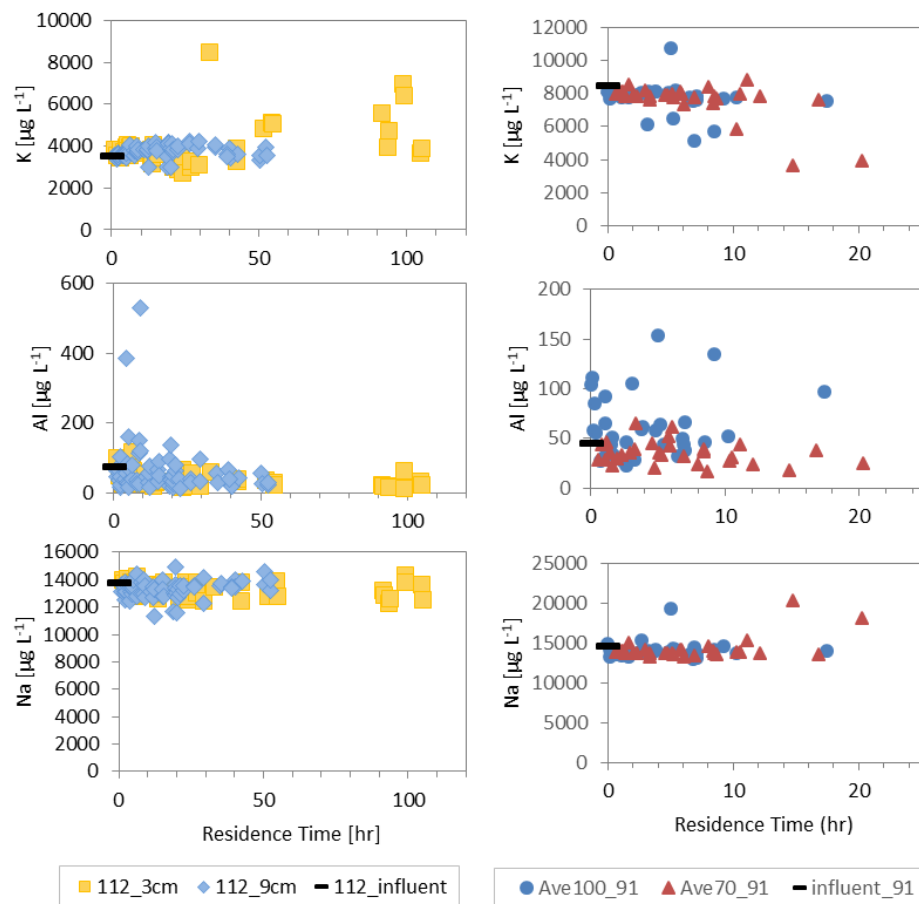 K [µg L-1]
10000
8000
6000
4000
2000
0
0 50 100
K [µg L-1]
12000
10000
8000
6000
4000
2000
0
0 10 20
Al [µg L-1]
600
400
200
0
0 50 100
Al [µg L-1]
200
150
100
50
0
0 10 20
Na [µg L-1]
16000
14000
12000
10000
8000
6000
4000
2000
0
0 50 100
Residence Time [hr]
Na [µg L-1]
25000
20000
15000
10000
5000
0
0 10 20
Residence Time (hr)
112_3cm 112_9cm 112_influent
Ave100_91 Ave70_91 influent_91